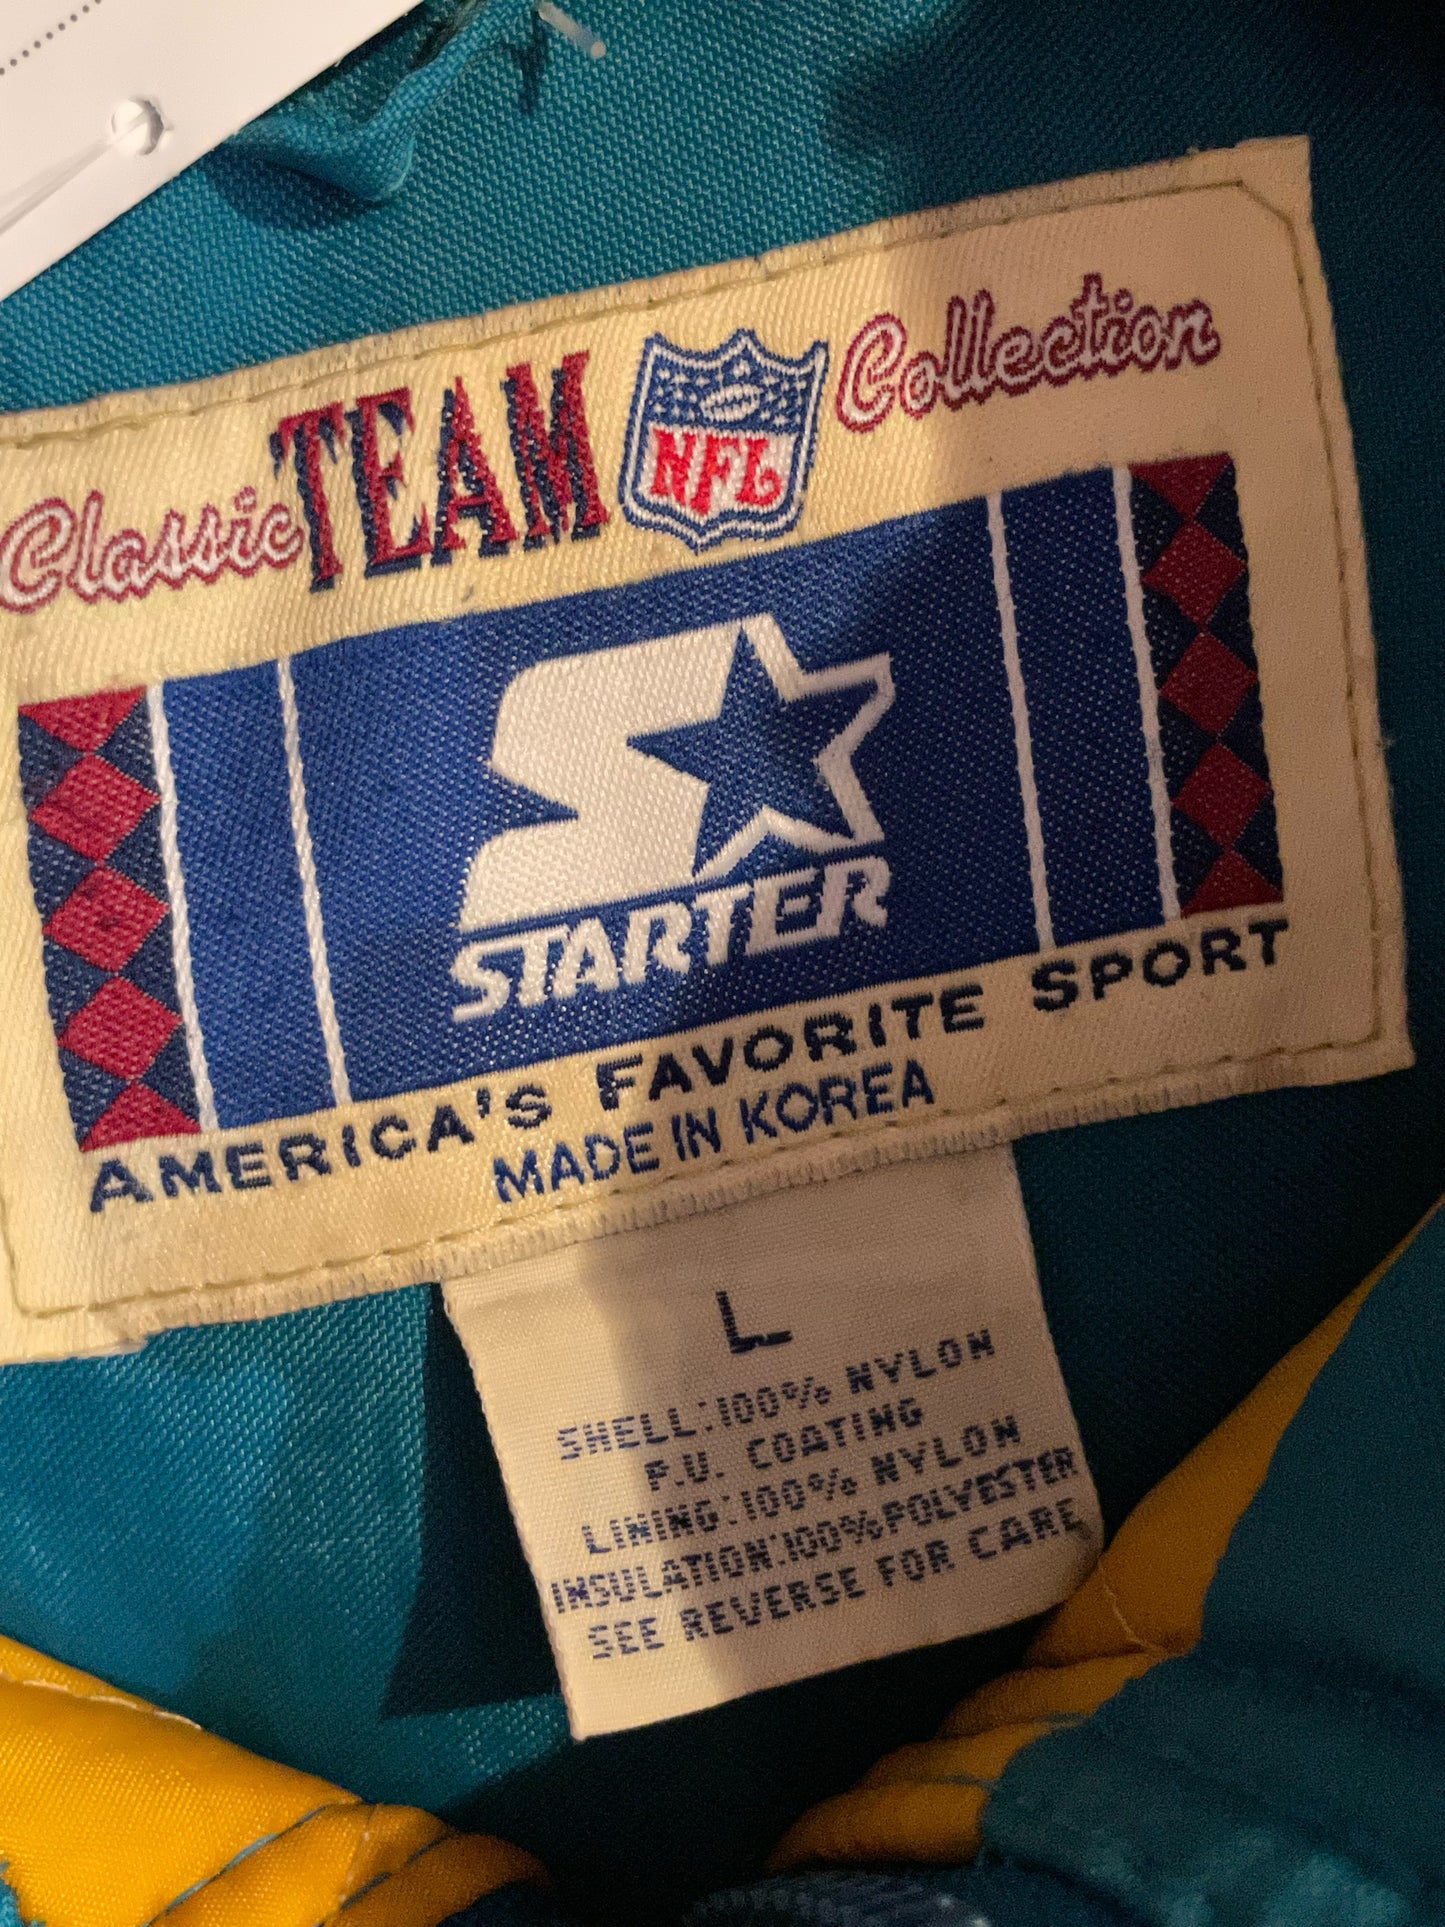 Classic TEAM NFL Collection
STARTER
AMERICA'S FAVORITE SPORT
MADE IN KOREA
L
SHELL:100% NYLON
P.U. COATING
LINING:100% NYLON
INSULATION:100%POLYESTER
SEE REVERSE FOR CARE